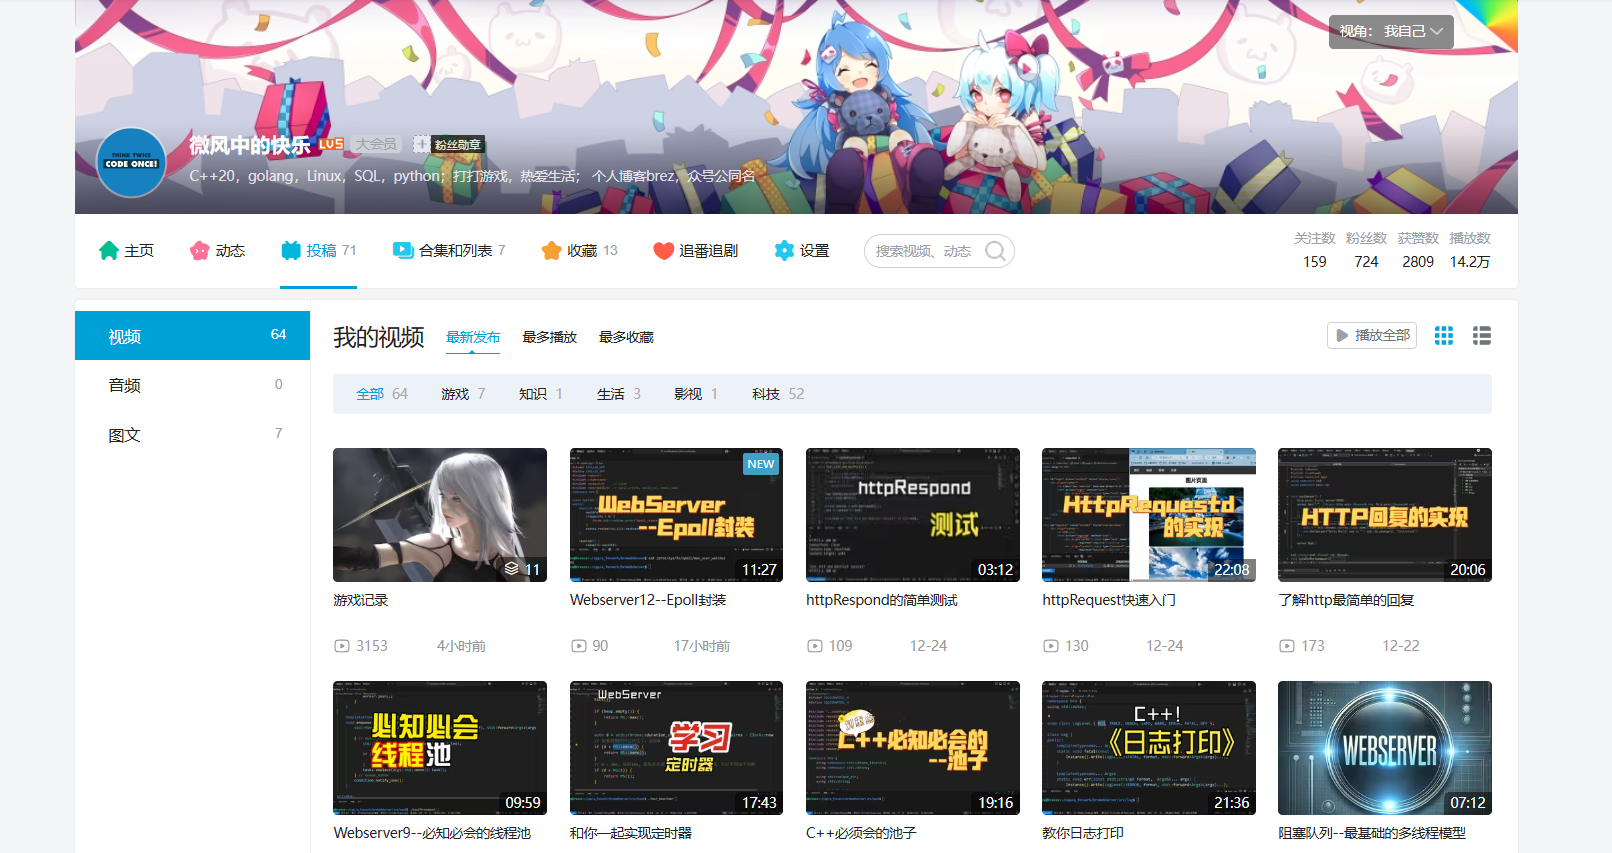 视角： 我自己
THINK TWICE
CODE ONCE!
微风中的快乐 LV5 大会员 + 粉丝勋章
C++20，golang，Linux，SQL，python；打打游戏，热爱生活； 个人博客brez，众号公同名
主页 动态 投稿 71 合集和列表 7 收藏 13 追番追剧 设置 搜索视频、动态
关注数 粉丝数 获赞数 播放数
159 724 2809 14.2万
视频 64
音频 0
图文 7
我的视频 最新发布 最多播放 最多收藏 播放全部
全部 64 游戏 7 知识 1 生活 3 影视 1 科技 52
11
游戏记录
3153 4小时前
NEW
WebServer
--Epoll封装
11:27
Webserver12--Epoll封装
90 17小时前
httpRespond
测试
03:12
httpRespond的简单测试
109 12-24
图片页面
HttpRequestd
的实现
22:08
httpRequest快速入门
130 12-24
HTTP回复的实现
20:06
了解http最简单的回复
173 12-22
必知必会
线程池
09:59
Webserver9--必知必会的线程池
WebServer
学习
定时器
17:43
和你一起实现定时器
C++必知必会的
--池子
19:16
C++必须会的池子
C++!
《日志打印》
21:36
教你日志打印
WEBSERVER
07:12
阻塞队列--最基础的多线程模型